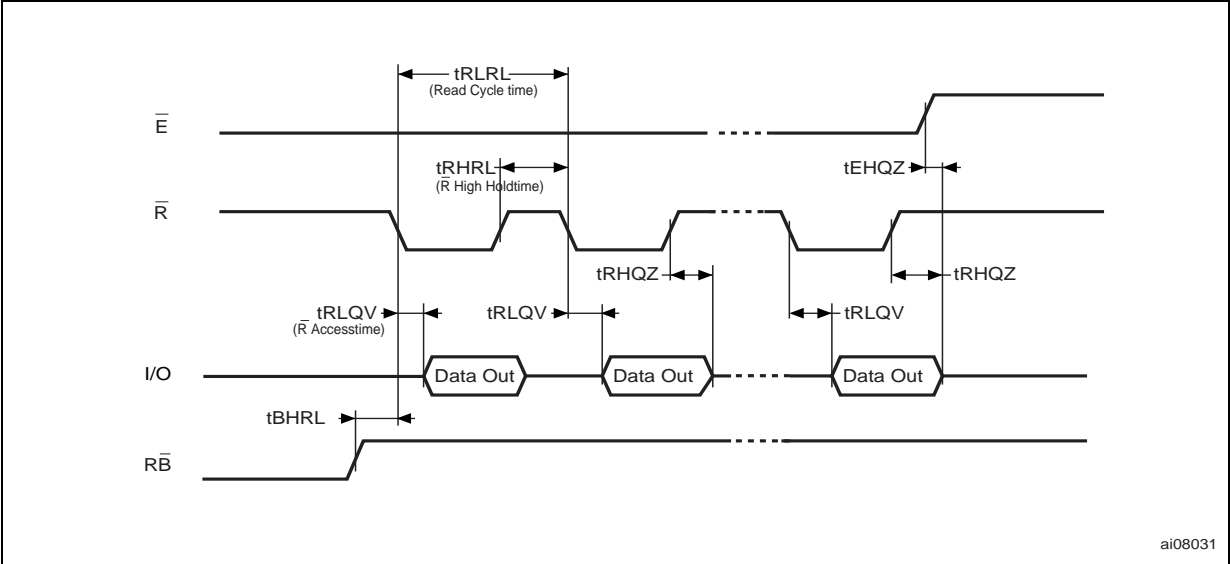 tRLRL
(Read Cycle time)
E̅
tRHRL
(R̅ High Holdtime)
tEHQZ
R̅
tRHQZ
tRHQZ
tRLQV
(R̅ Accesstime)
tRLQV
tRLQV
I/O
Data Out
Data Out
Data Out
tBHRL
RB̅
ai08031